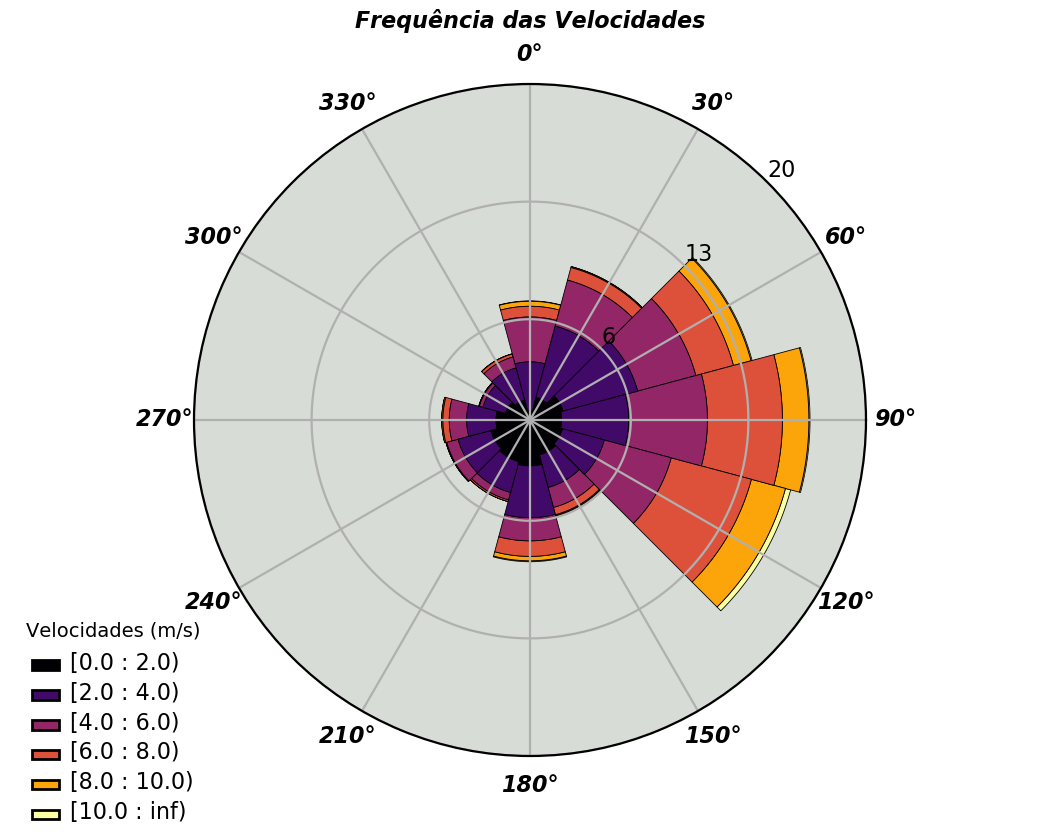 Frequência das Velocidades
0°
330°
30°
20
300°
60°
13
6
270°
90°
240°
120°
Velocidades (m/s)
[0.0 : 2.0)
[2.0 : 4.0)
[4.0 : 6.0)
210°
150°
[6.0 : 8.0)
[8.0 : 10.0)
180°
[10.0 : inf)